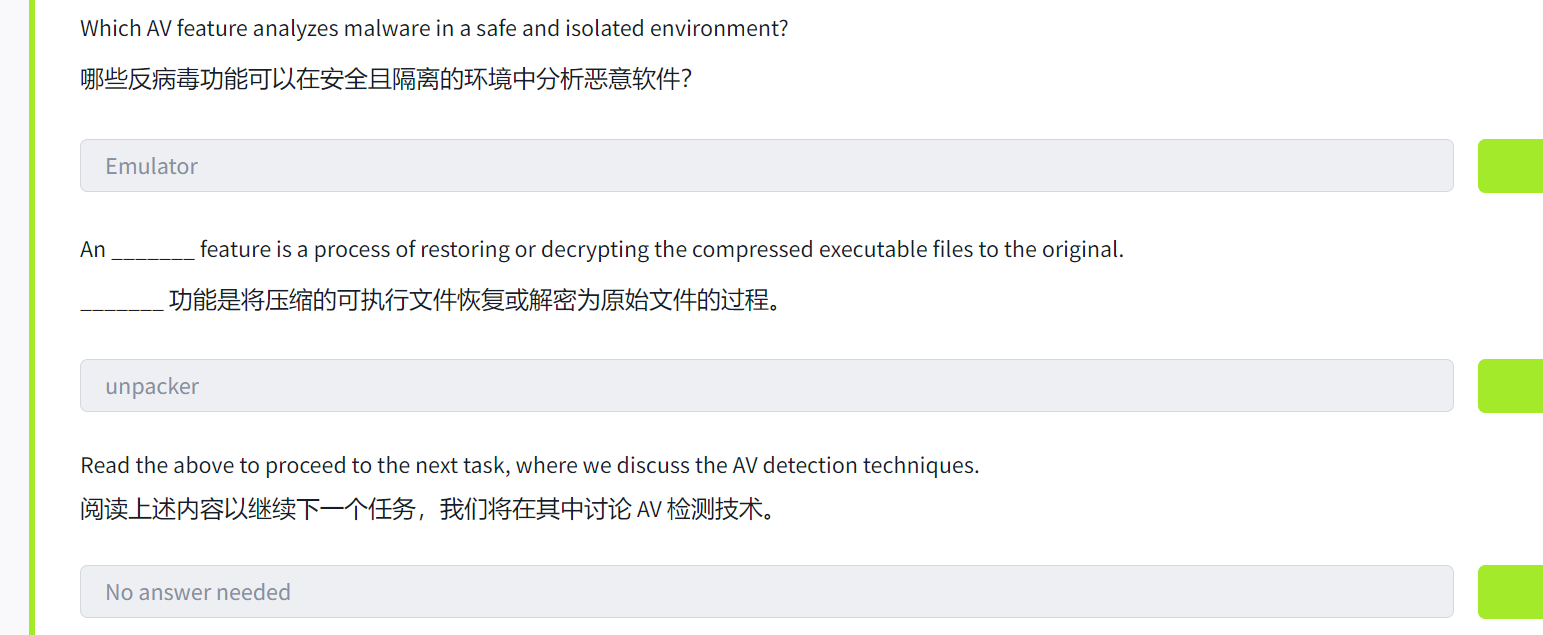 Which AV feature analyzes malware in a safe and isolated environment?
哪些反病毒功能可以在安全且隔离的环境中分析恶意软件？
Emulator
An _______ feature is a process of restoring or decrypting the compressed executable files to the original.
_______ 功能是将压缩的可执行文件恢复或解密为原始文件的过程。
unpacker
Read the above to proceed to the next task, where we discuss the AV detection techniques.
阅读上述内容以继续下一个任务，我们将在其中讨论 AV 检测技术。
No answer needed